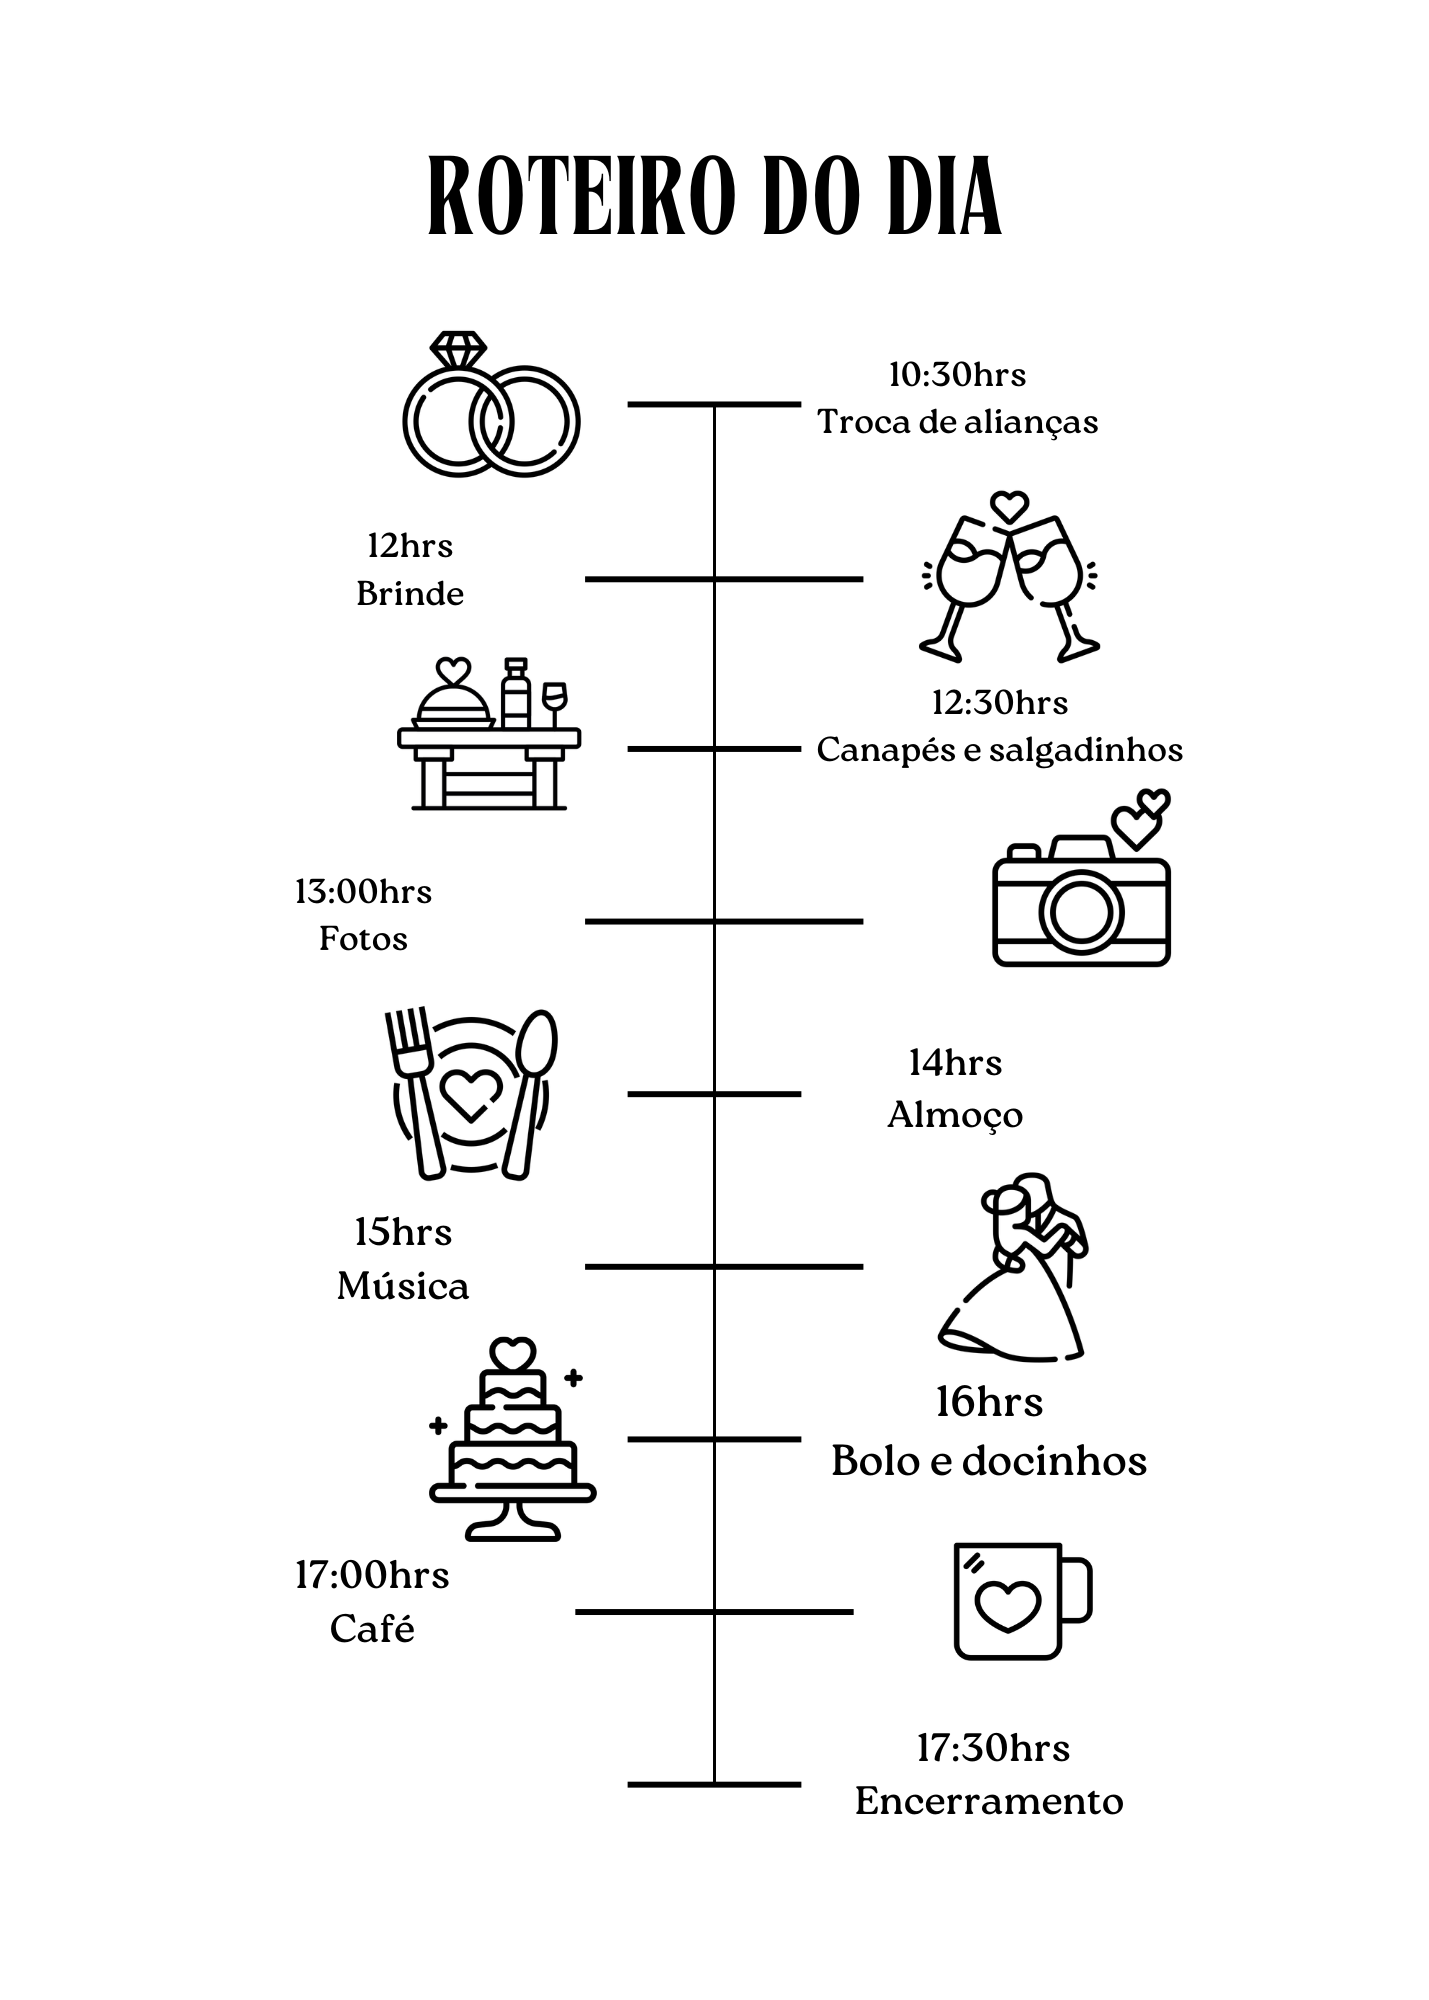 ROTEIRO DO DIA
10:30hrs
Troca de alianças
12hrs
Brinde
12:30hrs
Canapés e salgadinhos
13:00hrs
Fotos
14hrs
Almoço
15hrs
Música
16hrs
Bolo e docinhos
17:00hrs
Café
17:30hrs
Encerramento